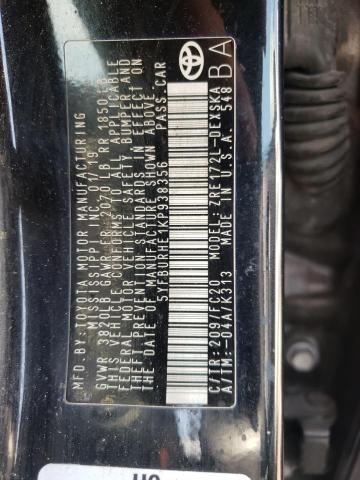 MFD. BY: TOYOTA MOTOR MANUFACTURING
MISSISSIPPI INC. 01/19
GVWR 3820LB GAWR FR 2070 LB RR 1850 LB
THIS VEHICLE CONFORMS TO ALL APPLICABLE
FEDERAL MOTOR VEHICLE SAFETY, BUMPER AND
THEFT PREVENTION STANDARDS IN EFFECT ON
THE DATE OF MANUFACTURE SHOWN ABOVE.
5YFBURHE1KP938356 PASS. CAR
C/TR: 209/FC20 MODEL: ZRE172L-DEXSKA
A/TM: -04A/K313 MADE IN U.S.A. 548
BA